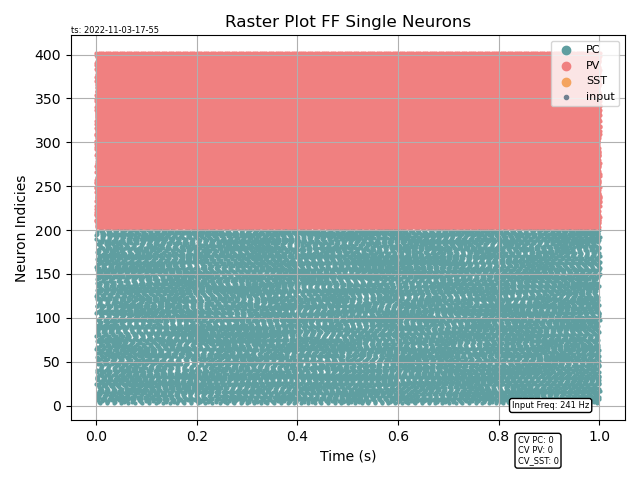 Raster Plot FF Single Neurons
ts: 2022-11-03-17-55
PC
PV
SST
input
400
350
300
250
200
150
100
50
0
Neuron Indicies
Input Freq: 241 Hz
0.0 0.2 0.4 0.6 0.8 1.0
Time (s)
CV PC: 0
CV PV: 0
CV_SST: 0